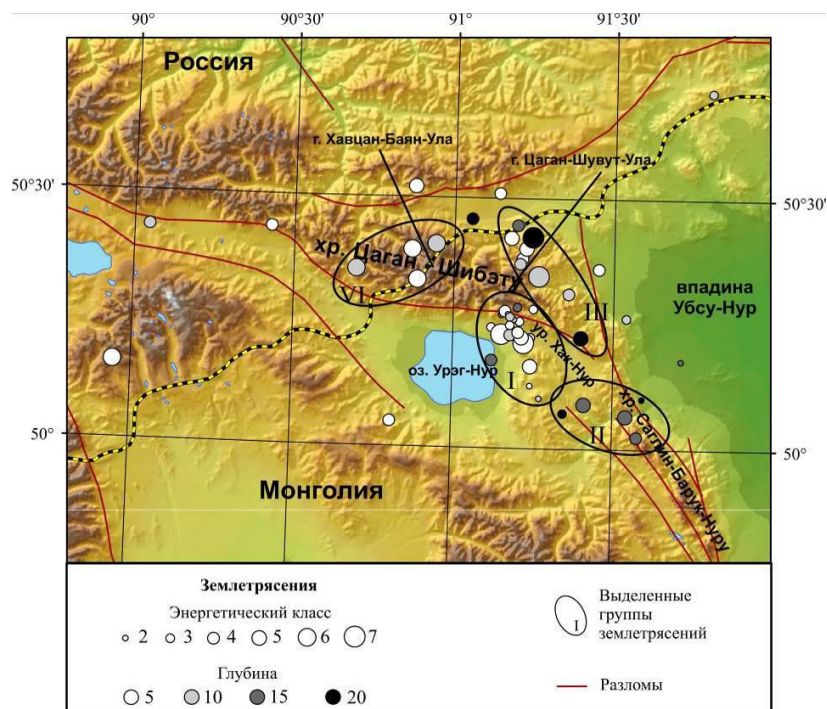 90° 90°30' 91° 91°30'
Россия
г. Хавцан-Баян-Ула
г. Цаган-Шувут-Ула
50°30' 50°30'
хр. Цаган Шибэту
VI
III
впадина
Убсу-Нур
оз. Урэг-Нур
I
ур. Хак-Нур
II
хр. Саглин-Барук-Нуру
50° 50°
Монголия
Землетрясения
Энергетический класс
2 3 4 5 6 7
Глубина
5 10 15 20
I
Выделенные
группы
землетрясений
Разломы